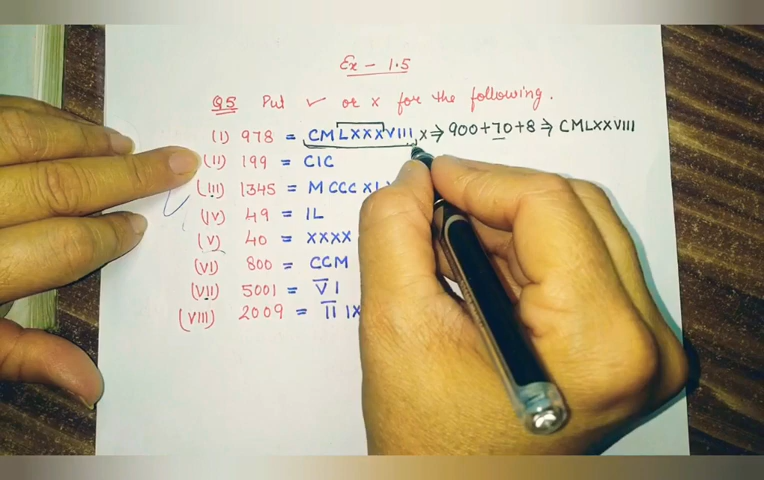 Ex - 1.5
Q5 Put ✓ or x for the following.
(I) 978 = CMLXXXVIII x ⇒ 900+70+8 ⇒ CMLXXVIII
(II) 199 = CIC
(III) 1345 = MCCCXL
(IV) 49 = IL
(V) 40 = XXXX
(VI) 800 = CCM
(VII) 5001 = V̅I
(VIII) 2009 = I̅I̅ IX